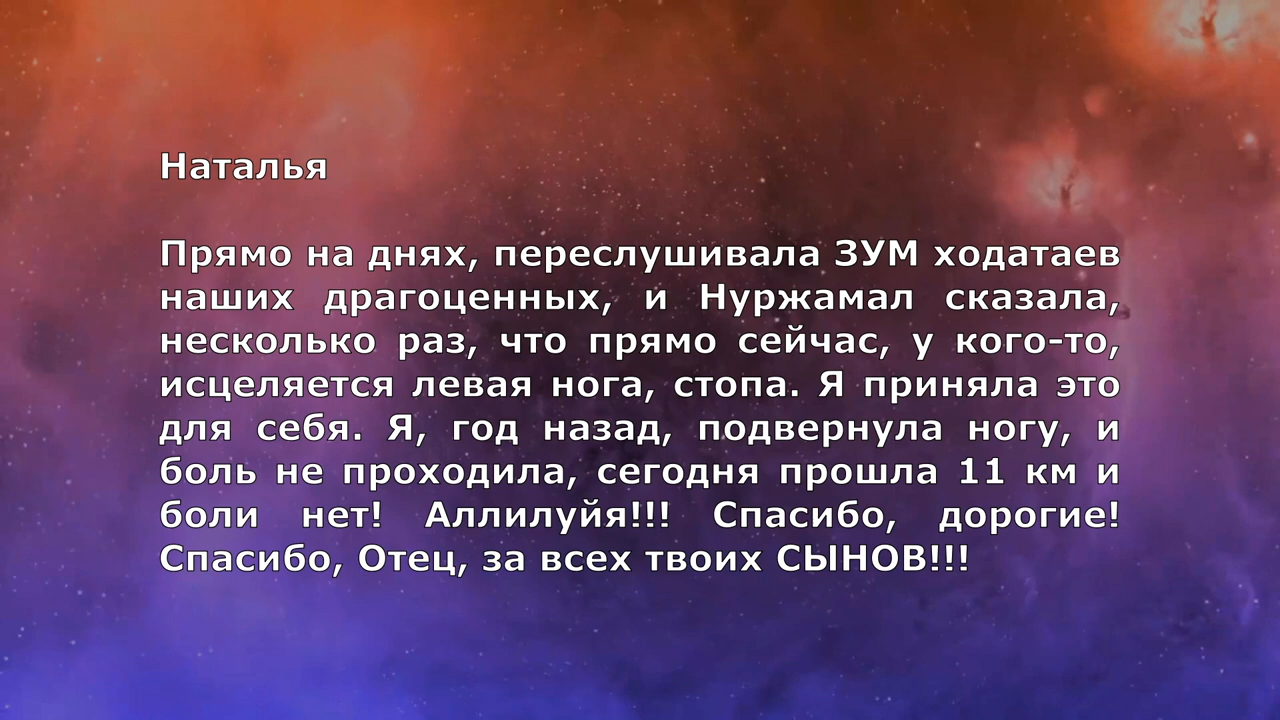 Наталья
Прямо на днях, переслушивала ЗУМ ходатаев
наших драгоценных, и Нуржамал сказала,
несколько раз, что прямо сейчас, у кого-то,
исцеляется левая нога, стопа. Я приняла это
для себя. Я, год назад, подвернула ногу, и
боль не проходила, сегодня прошла 11 км и
боли нет! Аллилуйя!!! Спасибо, дорогие!
Спасибо, Отец, за всех твоих СЫНОВ!!!